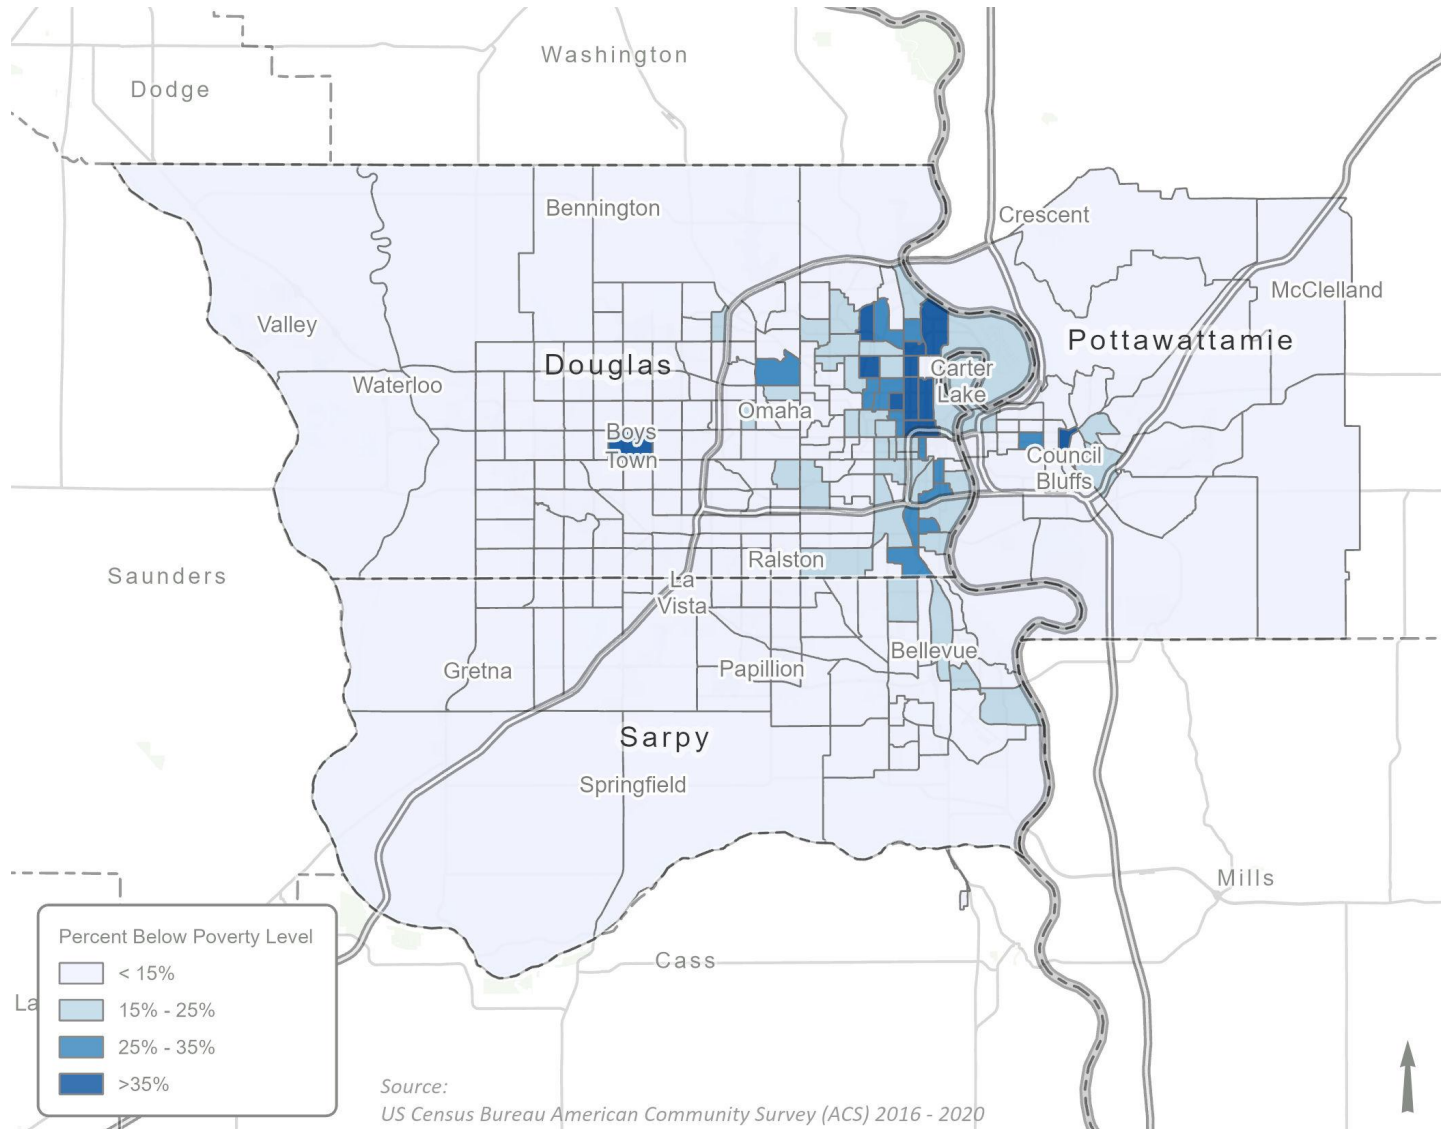 Washington
Dodge
Bennington
Crescent
McClelland
Valley
Pottawattamie
Douglas
Waterloo
Carter
Lake
Omaha
Boys
Town
Council
Bluffs
Ralston
Saunders
La
Vista
Bellevue
Gretna
Papillion
Sarpy
Springfield
Mills
Cass
La
Percent Below Poverty Level
< 15%
15% - 25%
25% - 35%
>35%
Source:
US Census Bureau American Community Survey (ACS) 2016 - 2020